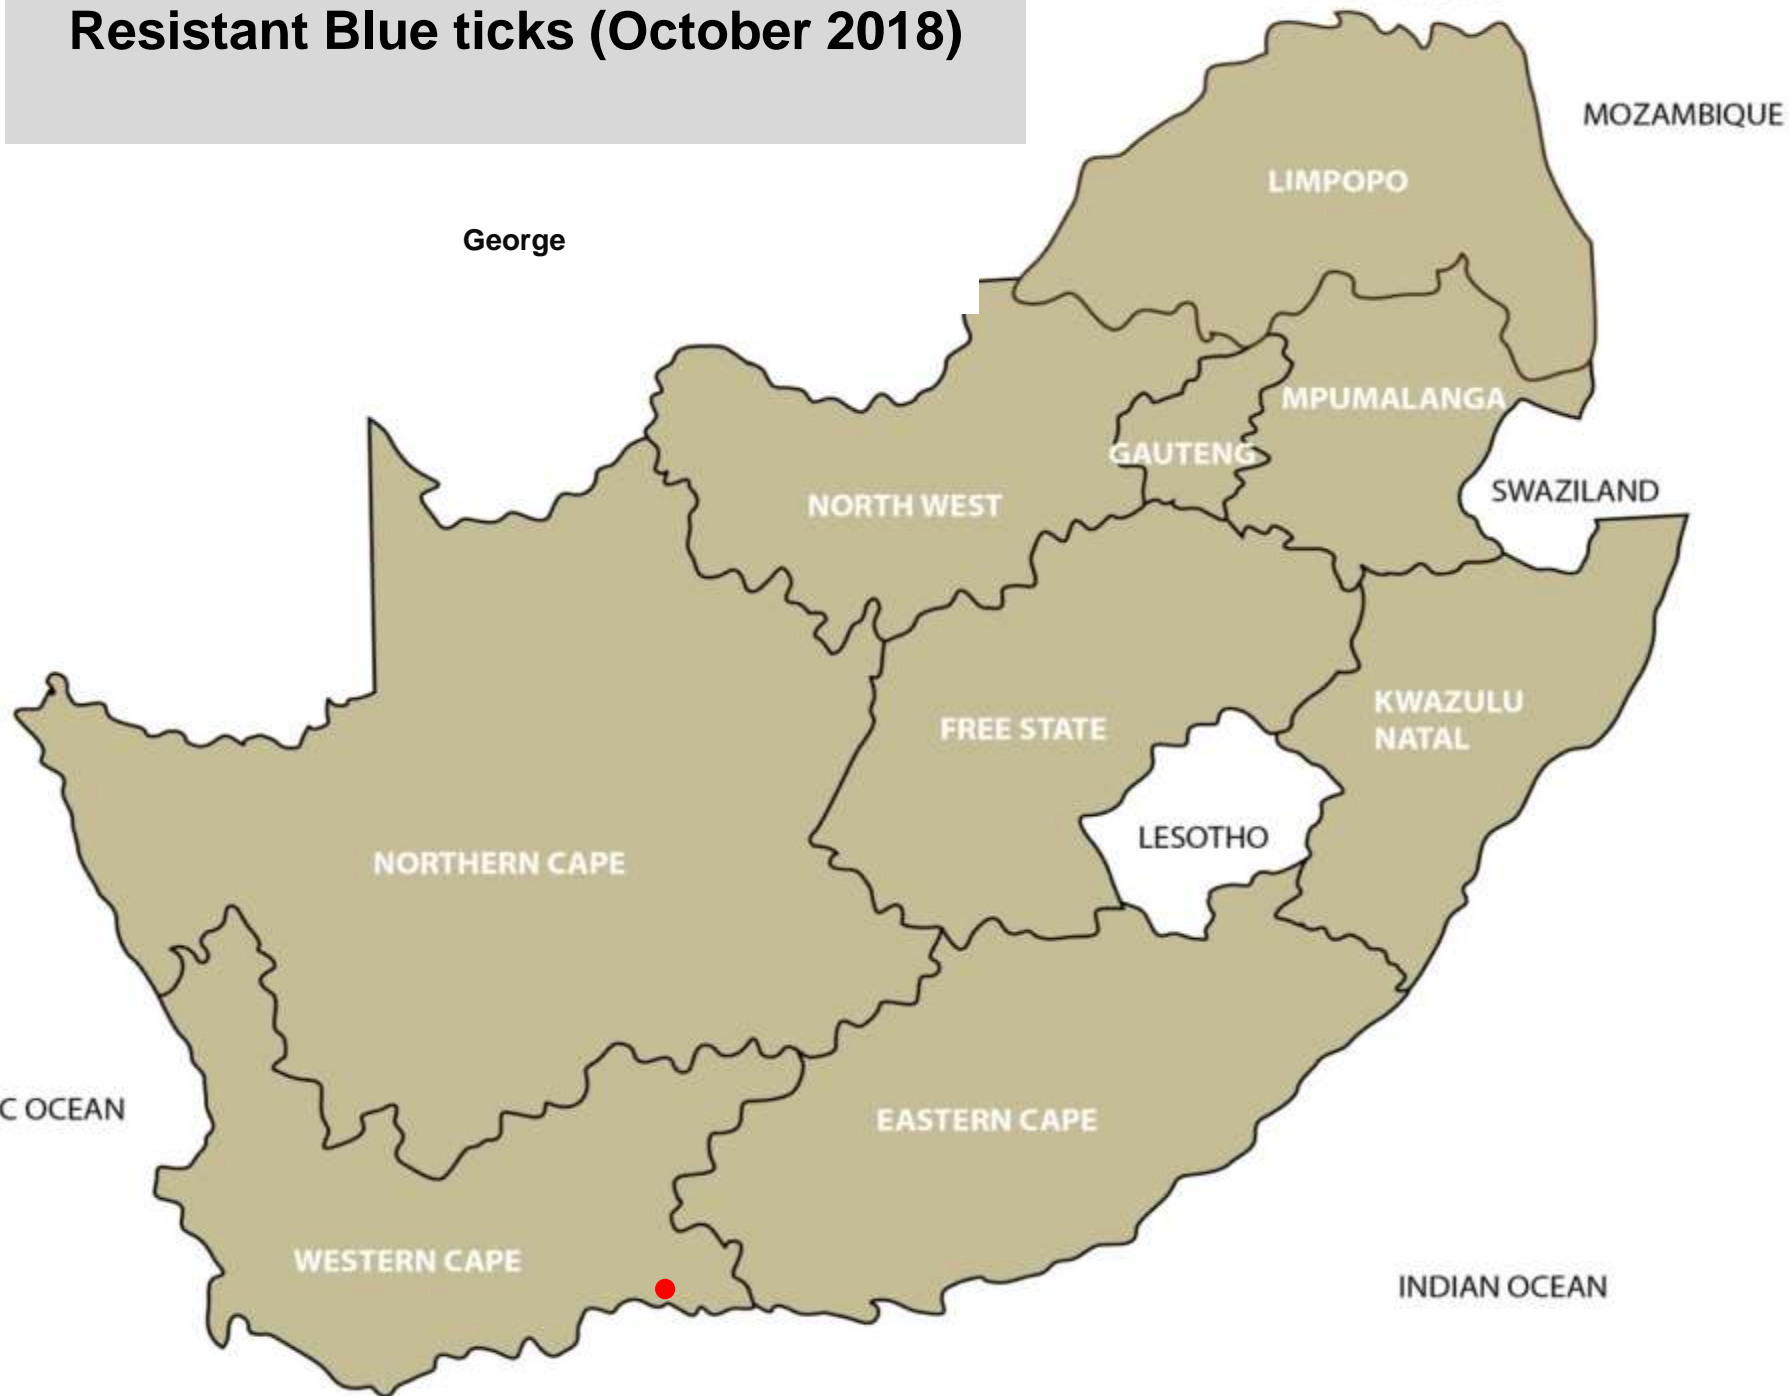 Resistant Blue ticks (October 2018)
MOZAMBIQUE
LIMPOPO
George
MPUMALANGA
GAUTENG
NORTH WEST
SWAZILAND
KWAZULU
NATAL
FREE STATE
LESOTHO
NORTHERN CAPE
C OCEAN
EASTERN CAPE
WESTERN CAPE
INDIAN OCEAN